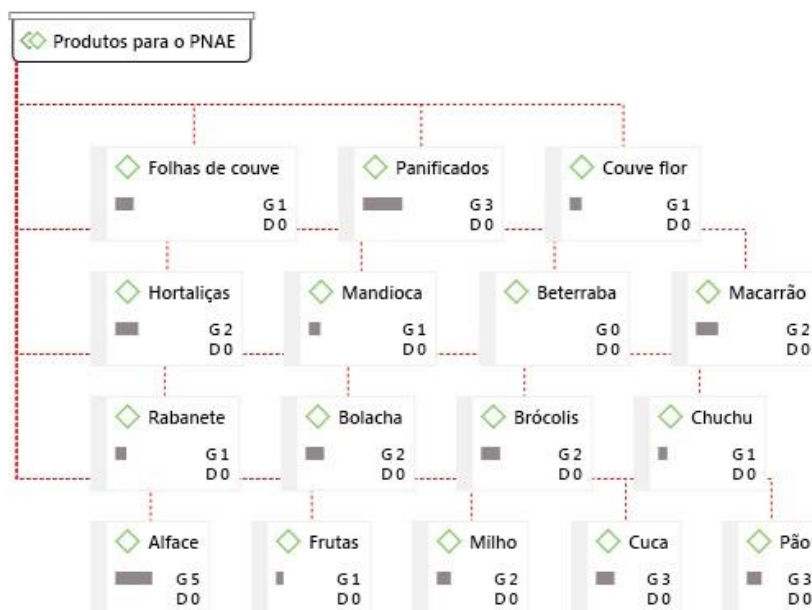 Produtos para o PNAE
Folhas de couve
G 1
D 0
Panificados
G 3
D 0
Couve flor
G 1
D 0
Hortaliças
G 2
D 0
Mandioca
G 1
D 0
Beterraba
G 0
D 0
Macarrão
G 2
D 0
Rabanete
G 1
D 0
Bolacha
G 2
D 0
Brócolis
G 2
D 0
Chuchu
G 1
D 0
Alface
G 5
D 0
Frutas
G 1
D 0
Milho
G 2
D 0
Cuca
G 3
D 0
Pão
G 3
D 0